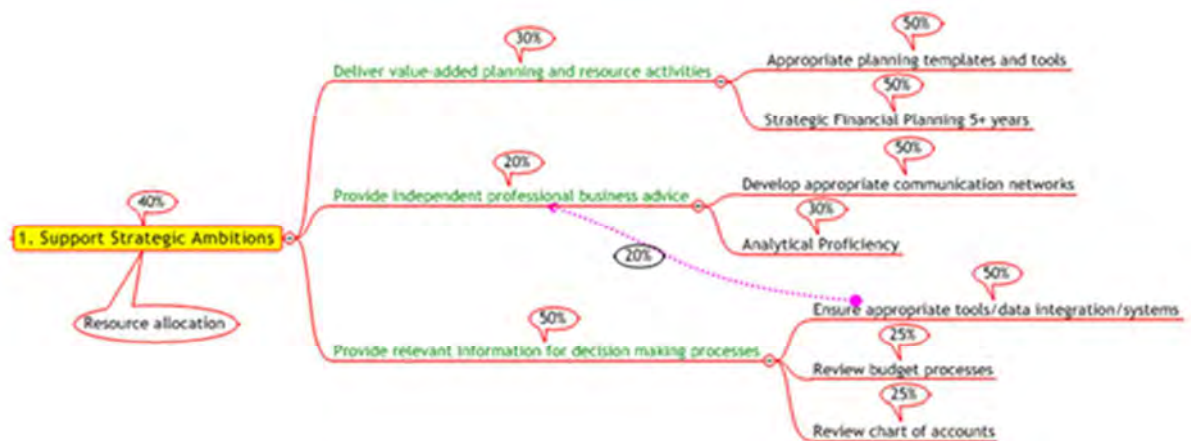 50%
30%
Appropriate planning templates and tools
Deliver value-added planning and resource activities
50%
Strategic Financial Planning 5+ years
50%
20%
Develop appropriate communication networks
Provide independent professional business advice
40%
30%
1. Support Strategic Ambitions
Analytical Proficiency
20%
50%
Ensure appropriate tools/data integration/systems
Resource allocation
50%
25%
Provide relevant information for decision making processes
Review budget processes
25%
Review chart of accounts